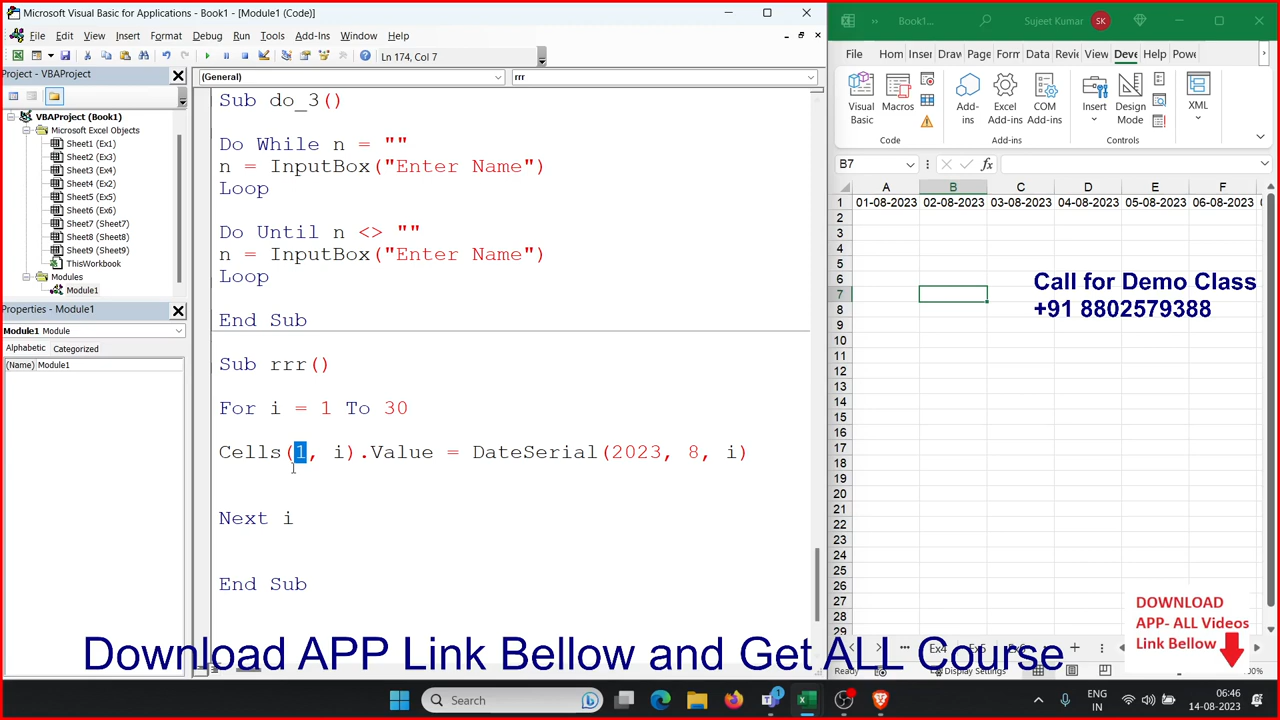 Microsoft Visual Basic for Applications - Book1 - [Module1 (Code)]
File Edit View Insert Format Debug Run Tools Add-Ins Window Help
Ln 174, Col 7
Project - VBAProject
(General)
rrr
VBAProject (Book1)
Microsoft Excel Objects
Sheet1 (Ex1)
Sheet2 (Ex3)
Sheet3 (Ex4)
Sheet4 (Ex2)
Sheet5 (Ex5)
Sheet6 (Ex6)
Sheet7 (Sheet7)
Sheet8 (Sheet8)
Sheet9 (Sheet9)
ThisWorkbook
Modules
Module1
Properties - Module1
Module1 Module
Alphabetic Categorized
(Name) Module1
Sub do_3()
Do While n = ""
n = InputBox("Enter Name")
Loop
Do Until n <> ""
n = InputBox("Enter Name")
Loop
End Sub
Sub rrr()
For i = 1 To 30
Cells(1, i).Value = DateSerial(2023, 8, i)
Next i
End Sub
Book1...
Sujeet Kumar SK
File Hom Insert Draw Page Form Data Revi View Deve Help Pow
Visual Basic
Macros
Add-ins
Excel Add-ins
COM Add-ins
Insert
Design Mode
XML
Code Add-ins Controls
B7
fx
A B C D E F
1 01-08-2023 02-08-2023 03-08-2023 04-08-2023 05-08-2023 06-08-2023
2
3
4
5
6
7
8
9
10
11
12
13
14
15
16
17
18
19
20
21
22
23
24
25
26
27
28
29
Call for Demo Class
+91 8802579388
DOWNLOAD
APP- ALL Videos
Link Bellow
Download APP Link Bellow and Get ALL Course
... Ex4 Ex5
Ready
Display Settings
Search
ENG
IN
06:46
14-08-2023